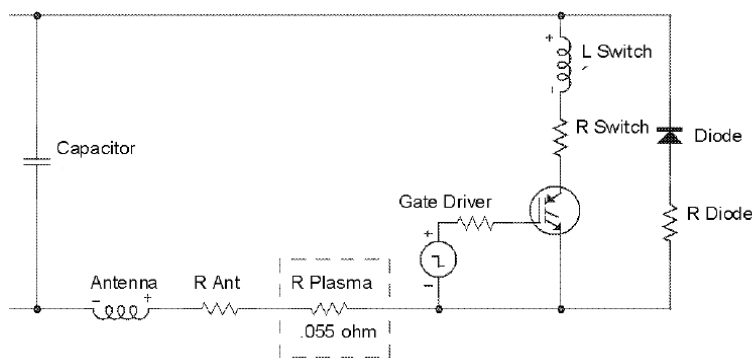 L Switch
R Switch
Diode
Capacitor
Gate Driver
R Diode
Antenna
R Ant
R Plasma
.055 ohm